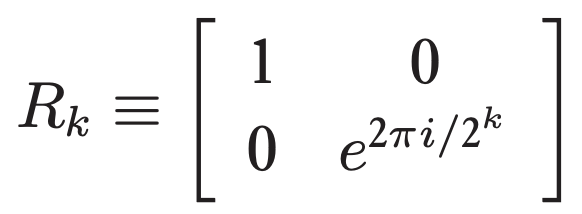 R_k ≡ [ 1 0
0 e^{2πi/2^k} ]